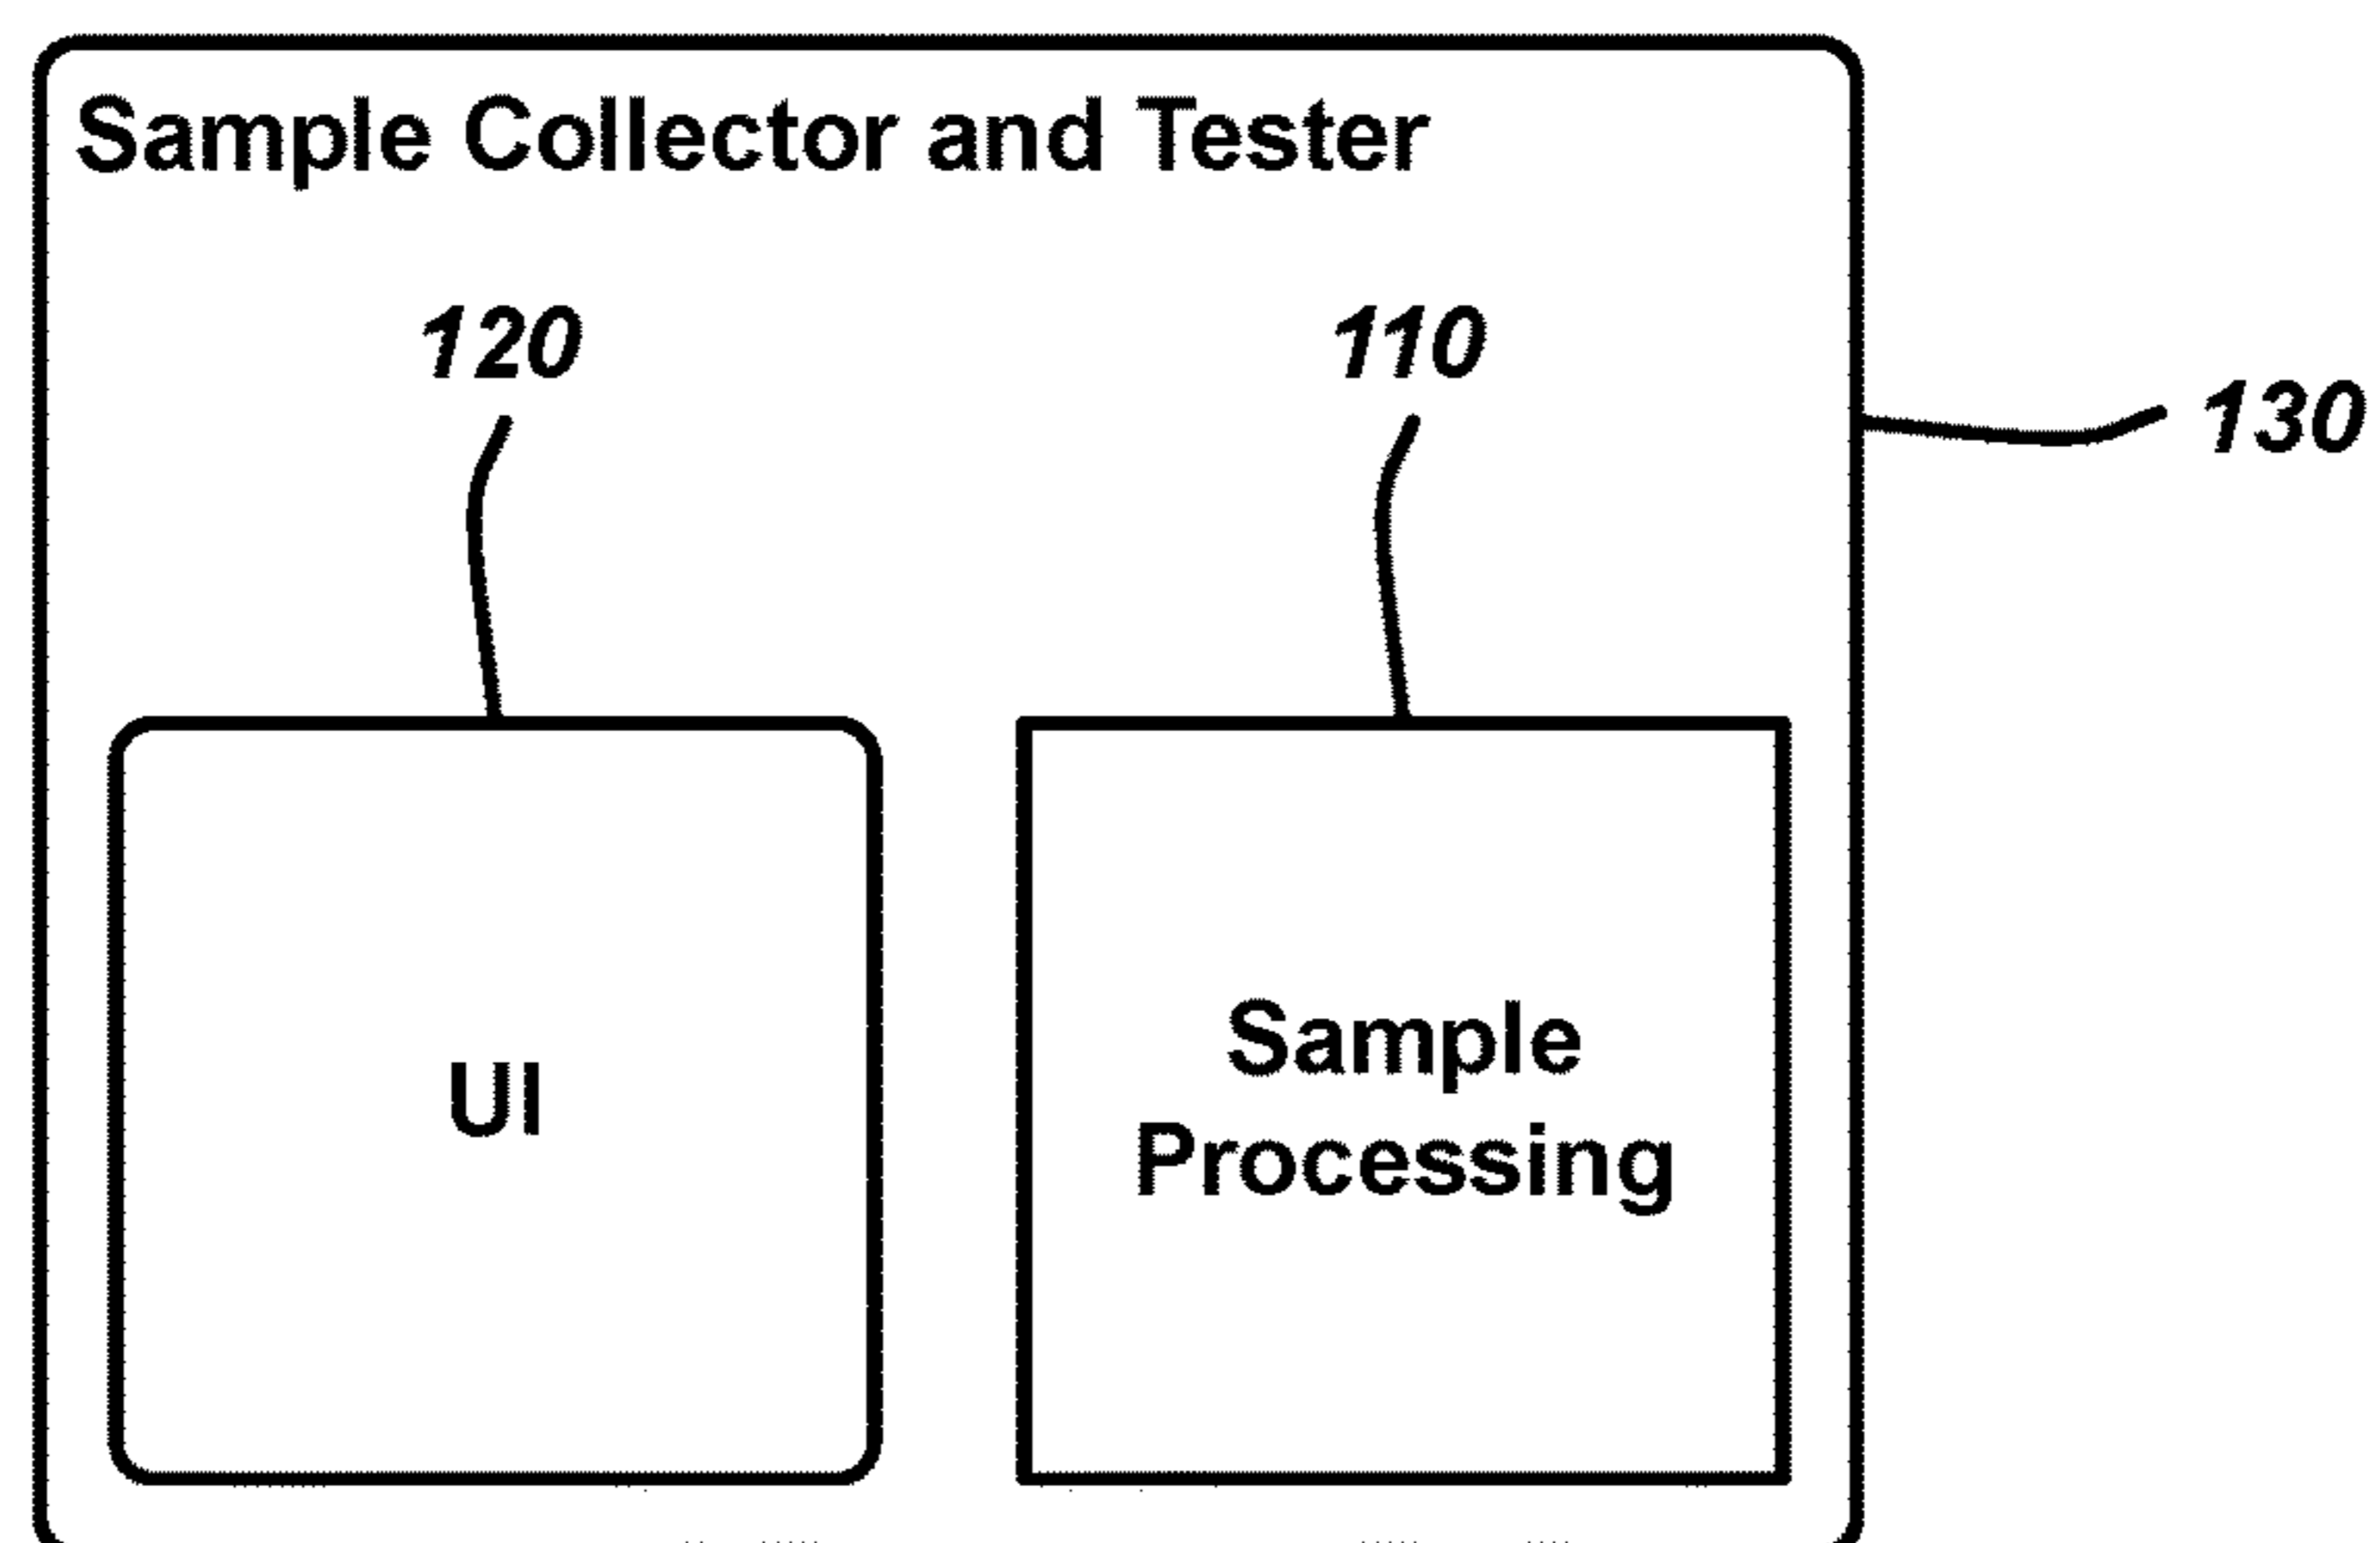 Sample Collector and Tester
120
110
130
UI
Sample
Processing